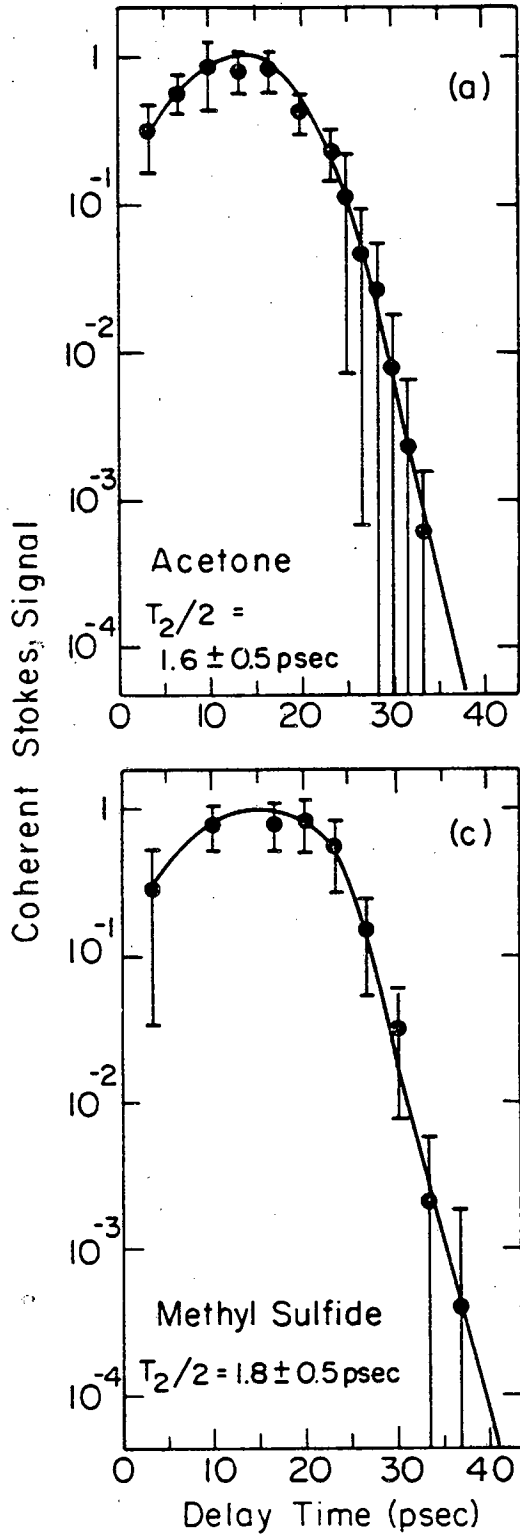 (a)
1
10^-1
10^-2
10^-3
10^-4
Acetone
T₂/2 =
1.6 ± 0.5 psec
0 10 20 30 40
Coherent Stokes, Signal
(c)
1
10^-1
10^-2
10^-3
10^-4
Methyl Sulfide
T₂/2 = 1.8 ± 0.5 psec
0 10 20 30 40
Delay Time (psec)